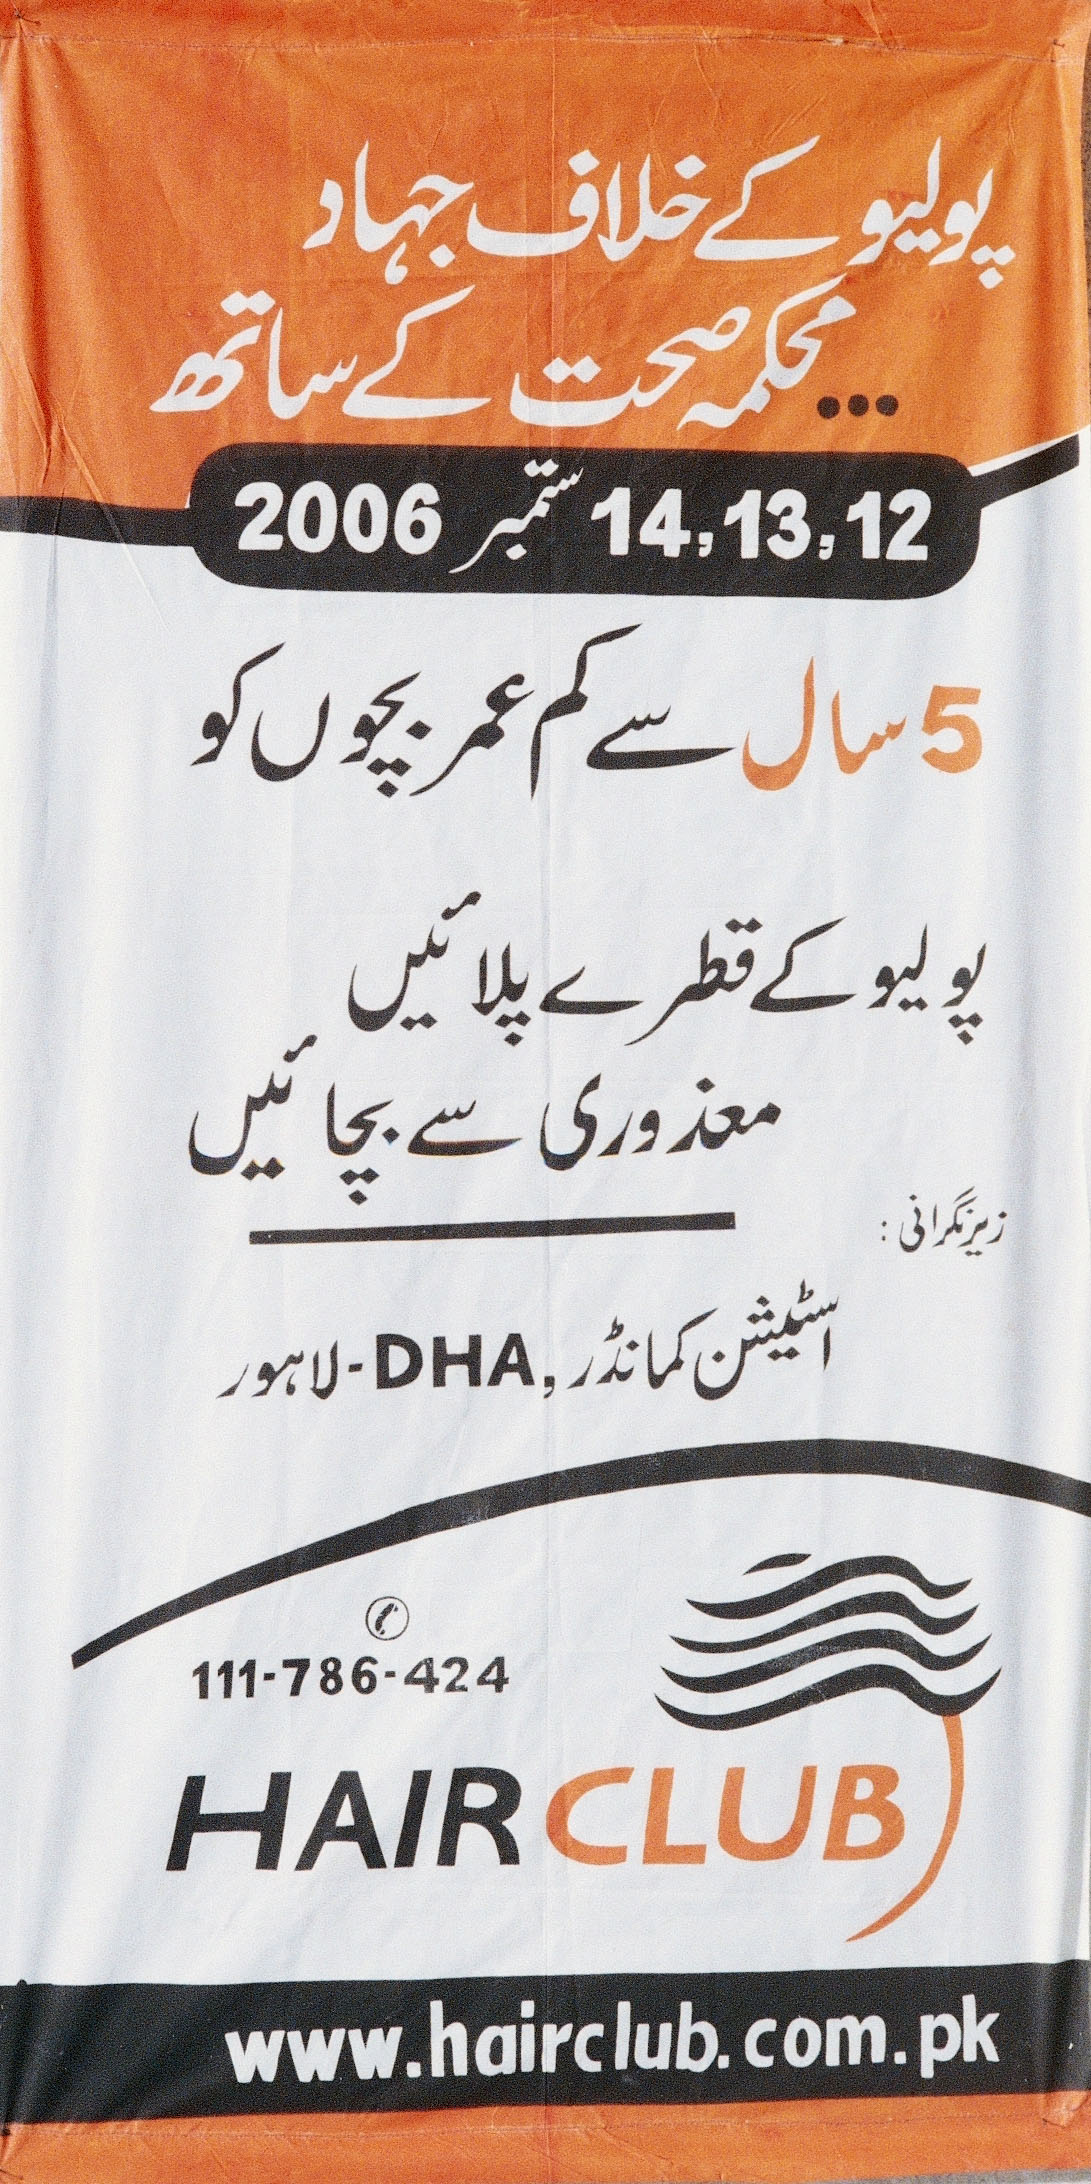 پولیو کے خلاف جہاد
...محکمہ صحت کے ساتھ
12,13,14 ستمبر 2006
5 سال سے کم عمر بچوں کو
پولیو کے قطرے پلائیں
معذوری سے بچائیں
زیر نگرانی :
اسٹیشن کمانڈر, DHA-لاہور
111-786-424
HAIR CLUB
www.hairclub.com.pk